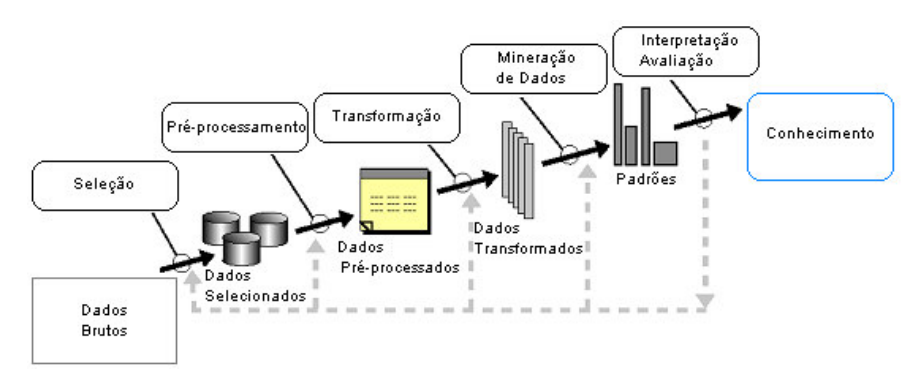 Interpretação
Avaliação
Mineração
de Dados
Transformação
Pré-processamento
Conhecimento
Seleção
Padrões
Dados
Transformados
Dados
Pré-processados
Dados
Selecionados
Dados
Brutos